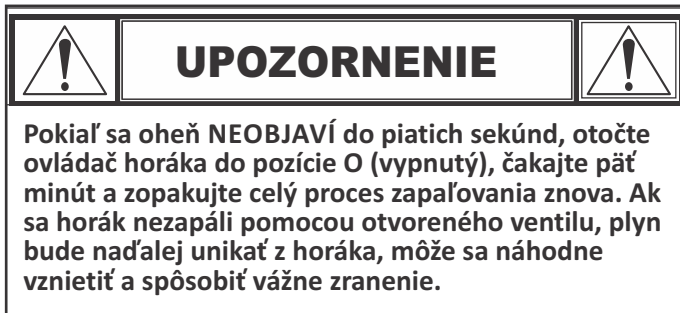 UPOZORNENIE
Pokiaľ sa oheň NEOBJAVÍ do piatich sekúnd, otočte
ovládač horáka do pozície O (vypnutý), čakajte päť
minút a zopakujte celý proces zapaľovania znova. Ak
sa horák nezapáli pomocou otvoreného ventilu, plyn
bude naďalej unikať z horáka, môže sa náhodne
vznietiť a spôsobiť vážne zranenie.